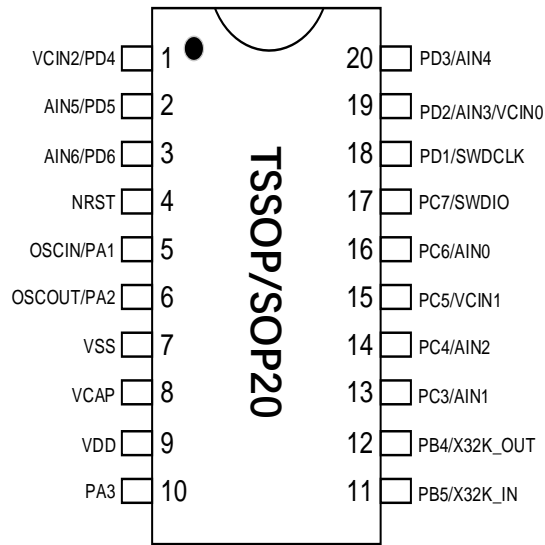 VCIN2/PD4 1 20 PD3/AIN4
AIN5/PD5 2 19 PD2/AIN3/VCIN0
AIN6/PD6 3 18 PD1/SWDCLK
NRST 4 17 PC7/SWDIO
OSCIN/PA1 5 16 PC6/AIN0
OSCOUT/PA2 6 15 PC5/VCIN1
VSS 7 14 PC4/AIN2
VCAP 8 13 PC3/AIN1
VDD 9 12 PB4/X32K_OUT
PA3 10 11 PB5/X32K_IN
TSSOP/SOP20